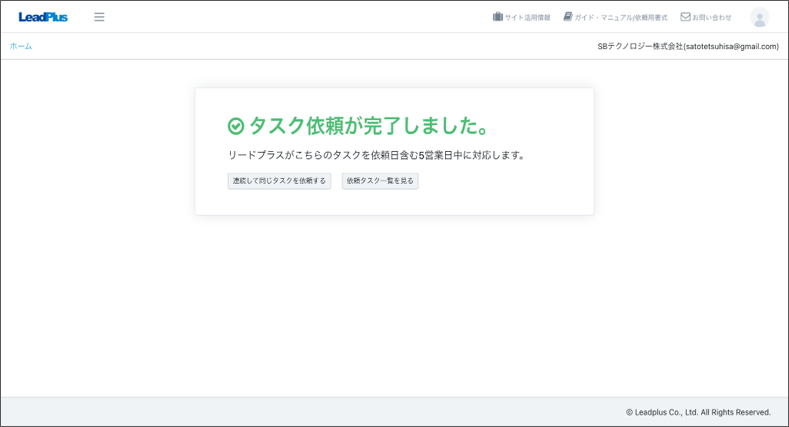 LeadPlus
サイト活用情報
ガイド・マニュアル/依頼用書式
お問い合わせ
ホーム
SBテクノロジー株式会社(satotetsuhisa@gmail.com)
タスク依頼が完了しました。
リードプラスがこちらのタスクを依頼日含む5営業日中に対応します。
連続して同じタスクを依頼する
依頼タスク一覧を見る
© Leadplus Co., Ltd. All Rights Reserved.